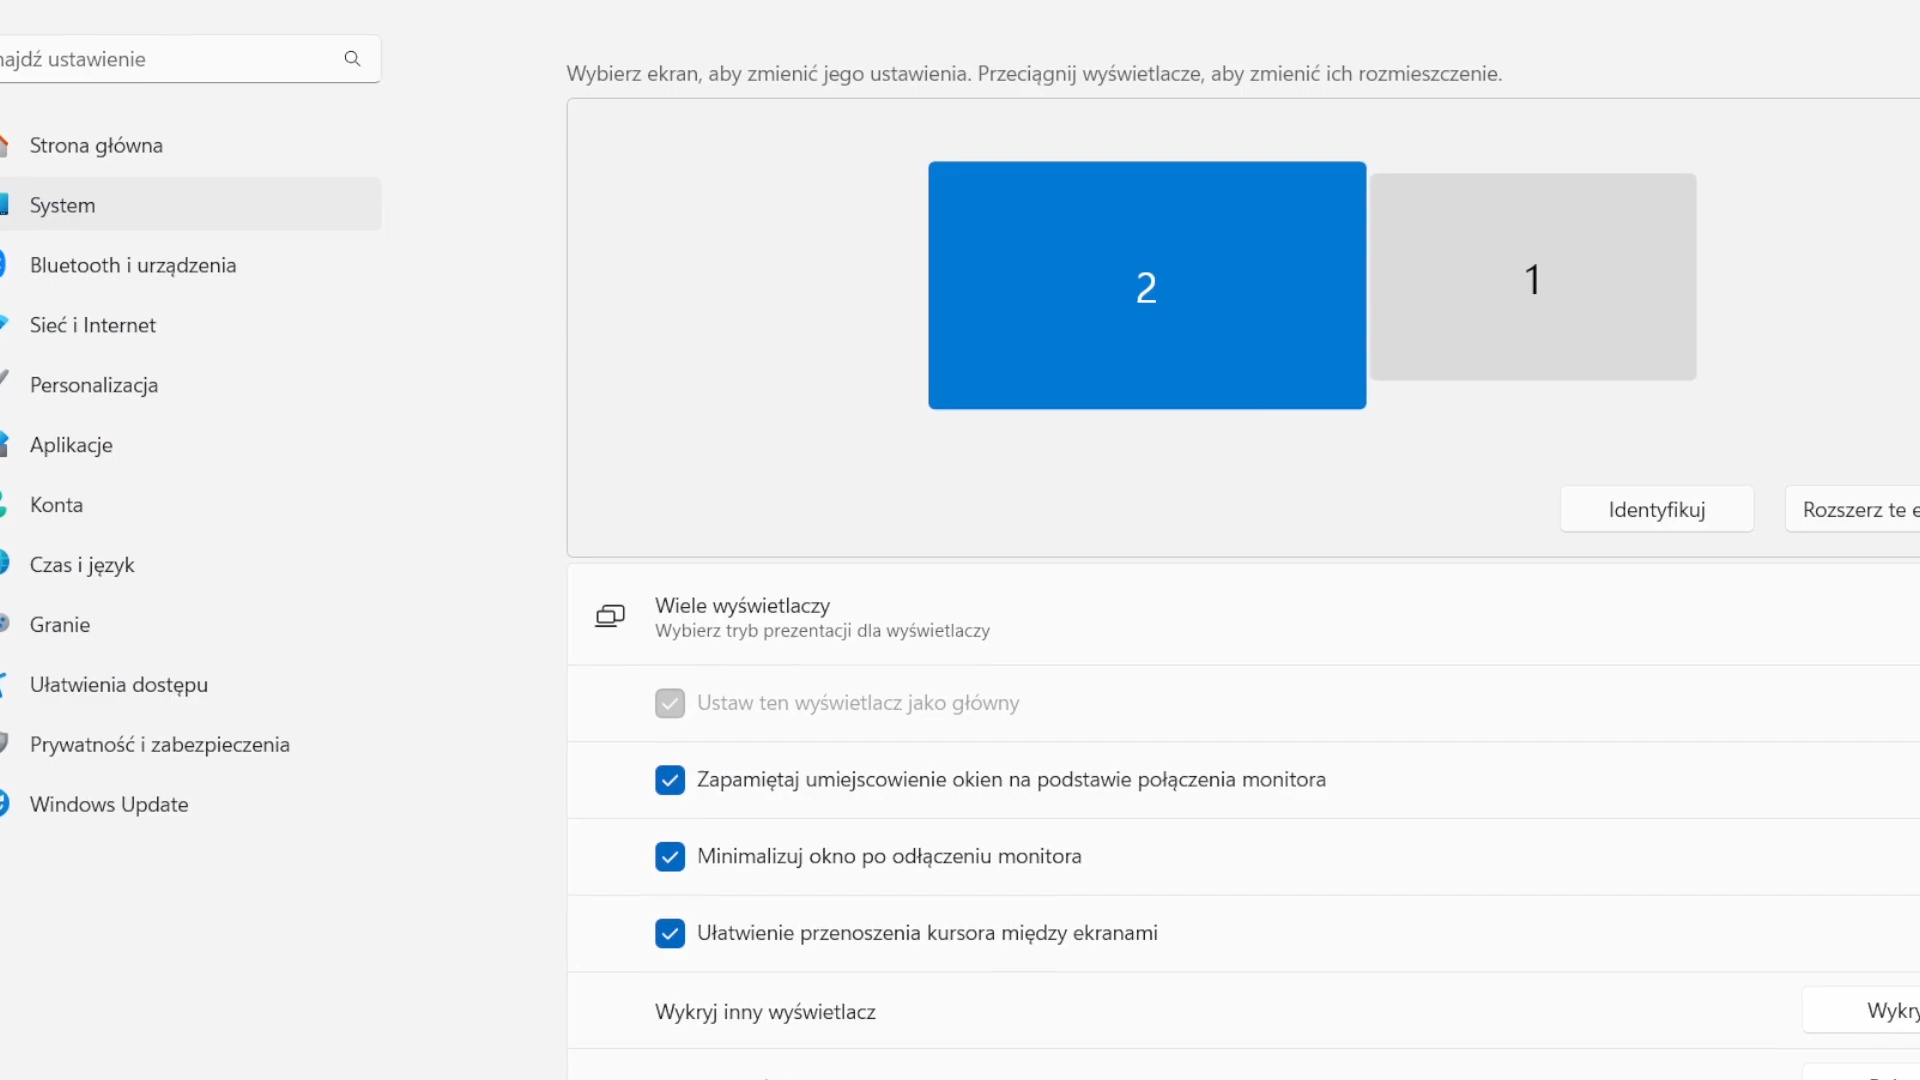 najdź ustawienie
Strona główna
System
Bluetooth i urządzenia
Sieć i Internet
Personalizacja
Aplikacje
Konta
Czas i język
Granie
Ułatwienia dostępu
Prywatność i zabezpieczenia
Windows Update
Wybierz ekran, aby zmienić jego ustawienia. Przeciągnij wyświetlacze, aby zmienić ich rozmieszczenie.
2
1
Identyfikuj
Rozszerz te e
Wiele wyświetlaczy
Wybierz tryb prezentacji dla wyświetlaczy
Ustaw ten wyświetlacz jako główny
Zapamiętaj umiejscowienie okien na podstawie połączenia monitora
Minimalizuj okno po odłączeniu monitora
Ułatwienie przenoszenia kursora między ekranami
Wykryj inny wyświetlacz
Wykry